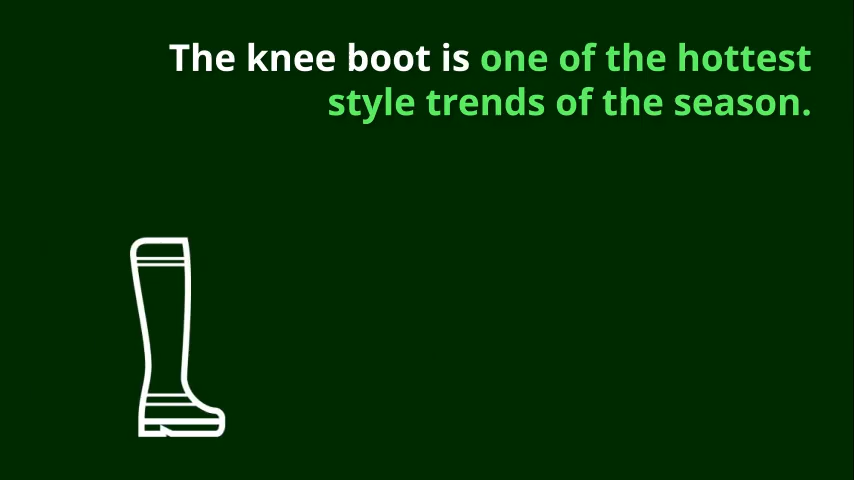 The knee boot is one of the hottest
style trends of the season.